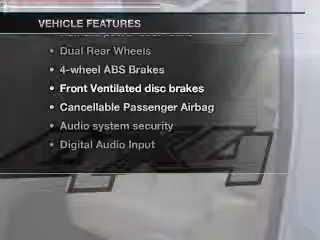 VEHICLE FEATURES
• Dual Rear Wheels
• 4-wheel ABS Brakes
• Front Ventilated disc brakes
• Cancellable Passenger Airbag
• Audio system security
• Digital Audio Input